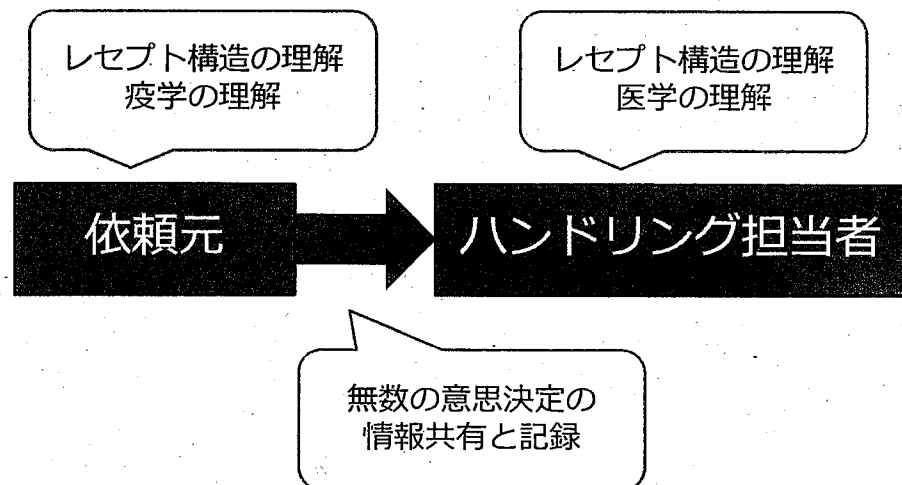 レセプト構造の理解
疫学の理解
レセプト構造の理解
医学の理解
依頼元
ハンドリング担当者
無数の意思決定の
情報共有と記録